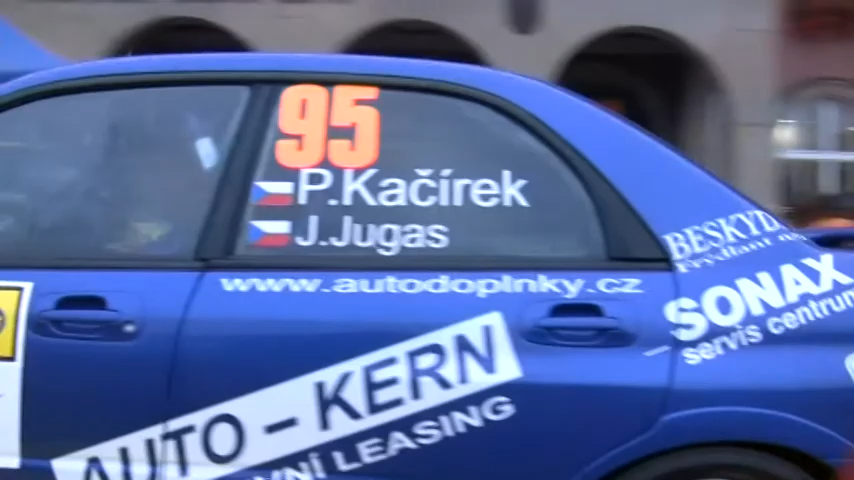 95
P.Kačírek
J.Jugas
www.autodoplnky.cz
BESKYD
SONAX
servis centrum
AUTO – KERN
LEASING